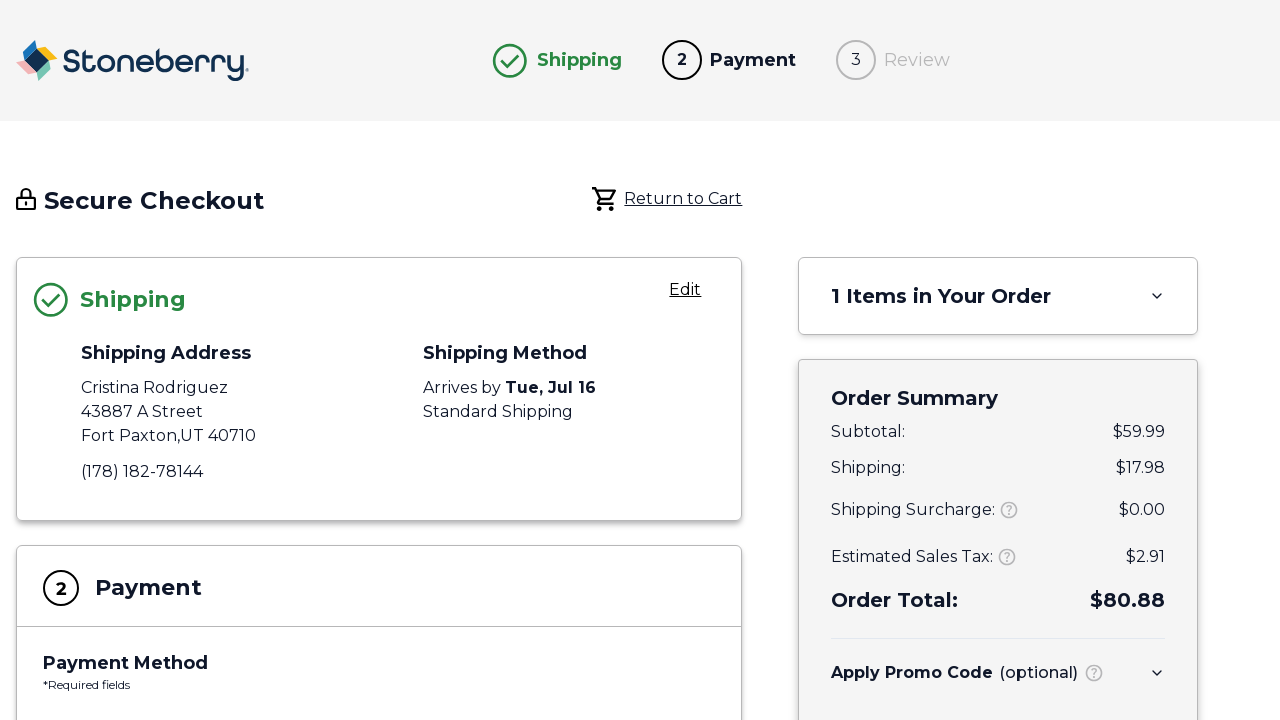 Stoneberry
Shipping
2 Payment
3 Review
Secure Checkout
Return to Cart
Shipping
Edit
Shipping Address
Cristina Rodriguez
43887 A Street
Fort Paxton,UT 40710
(178) 182-78144
Shipping Method
Arrives by Tue, Jul 16
Standard Shipping
2 Payment
Payment Method
*Required fields
1 Items in Your Order
Order Summary
Subtotal: $59.99
Shipping: $17.98
Shipping Surcharge: ? $0.00
Estimated Sales Tax: ? $2.91
Order Total: $80.88
Apply Promo Code (optional) ?